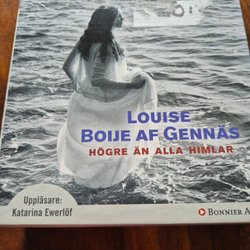 LOUISE
BOIJE AF GENNÄS
HÖGRE ÄN ALLA HIMLAR
Uppläsare:
Katarina Ewerlöf
BONNIER A